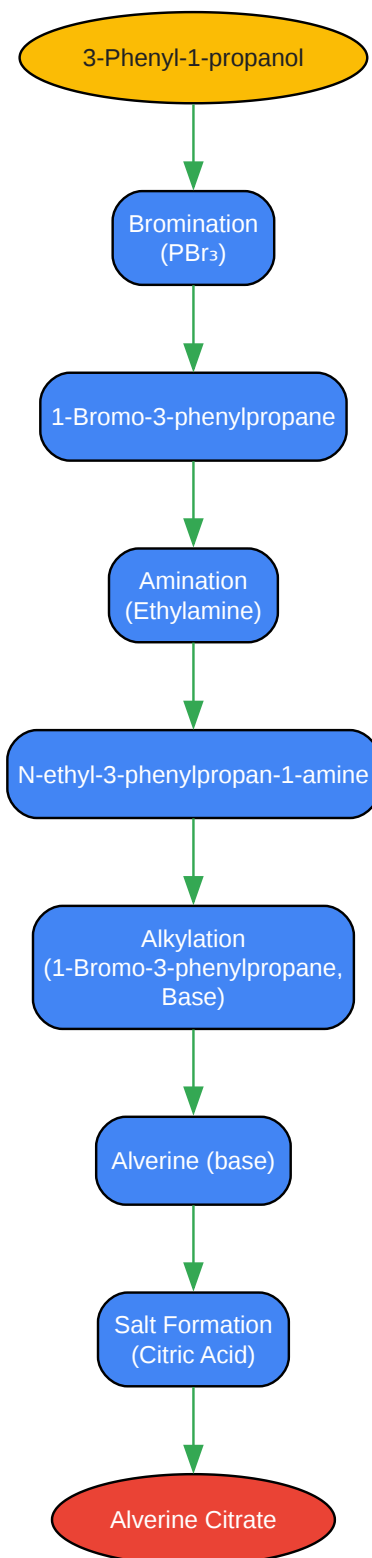 3-Phenyl-1-propanol
Bromination
(PBr₃)
1-Bromo-3-phenylpropane
Amination
(Ethylamine)
N-ethyl-3-phenylpropan-1-amine
Alkylation
(1-Bromo-3-phenylpropane,
Base)
Alverine (base)
Salt Formation
(Citric Acid)
Alverine Citrate